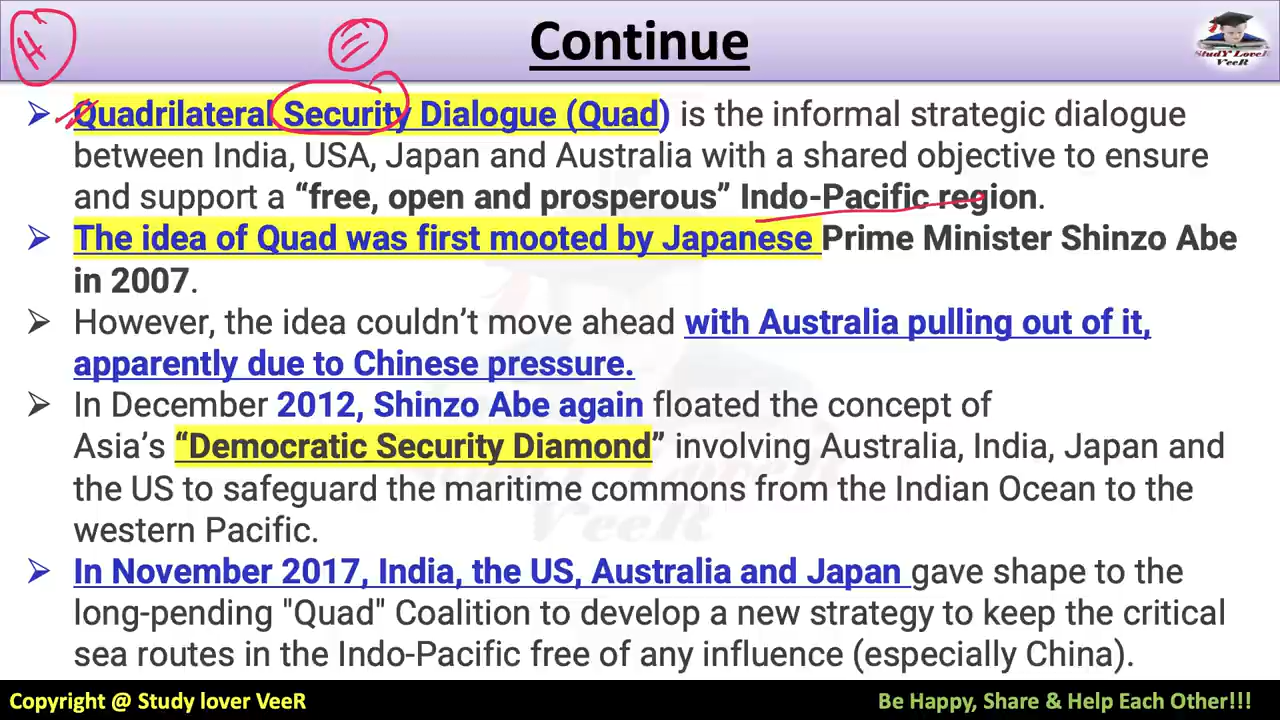 Continue
StudY LoveR
VeeR
➢ Quadrilateral Security Dialogue (Quad) is the informal strategic dialogue
between India, USA, Japan and Australia with a shared objective to ensure
and support a “free, open and prosperous” Indo-Pacific region.
➢ The idea of Quad was first mooted by Japanese Prime Minister Shinzo Abe
in 2007.
➢ However, the idea couldn’t move ahead with Australia pulling out of it,
apparently due to Chinese pressure.
➢ In December 2012, Shinzo Abe again floated the concept of
Asia’s “Democratic Security Diamond” involving Australia, India, Japan and
the US to safeguard the maritime commons from the Indian Ocean to the
western Pacific.
➢ In November 2017, India, the US, Australia and Japan gave shape to the
long-pending "Quad" Coalition to develop a new strategy to keep the critical
sea routes in the Indo-Pacific free of any influence (especially China).
Copyright @ Study lover VeeR
Be Happy, Share & Help Each Other!!!